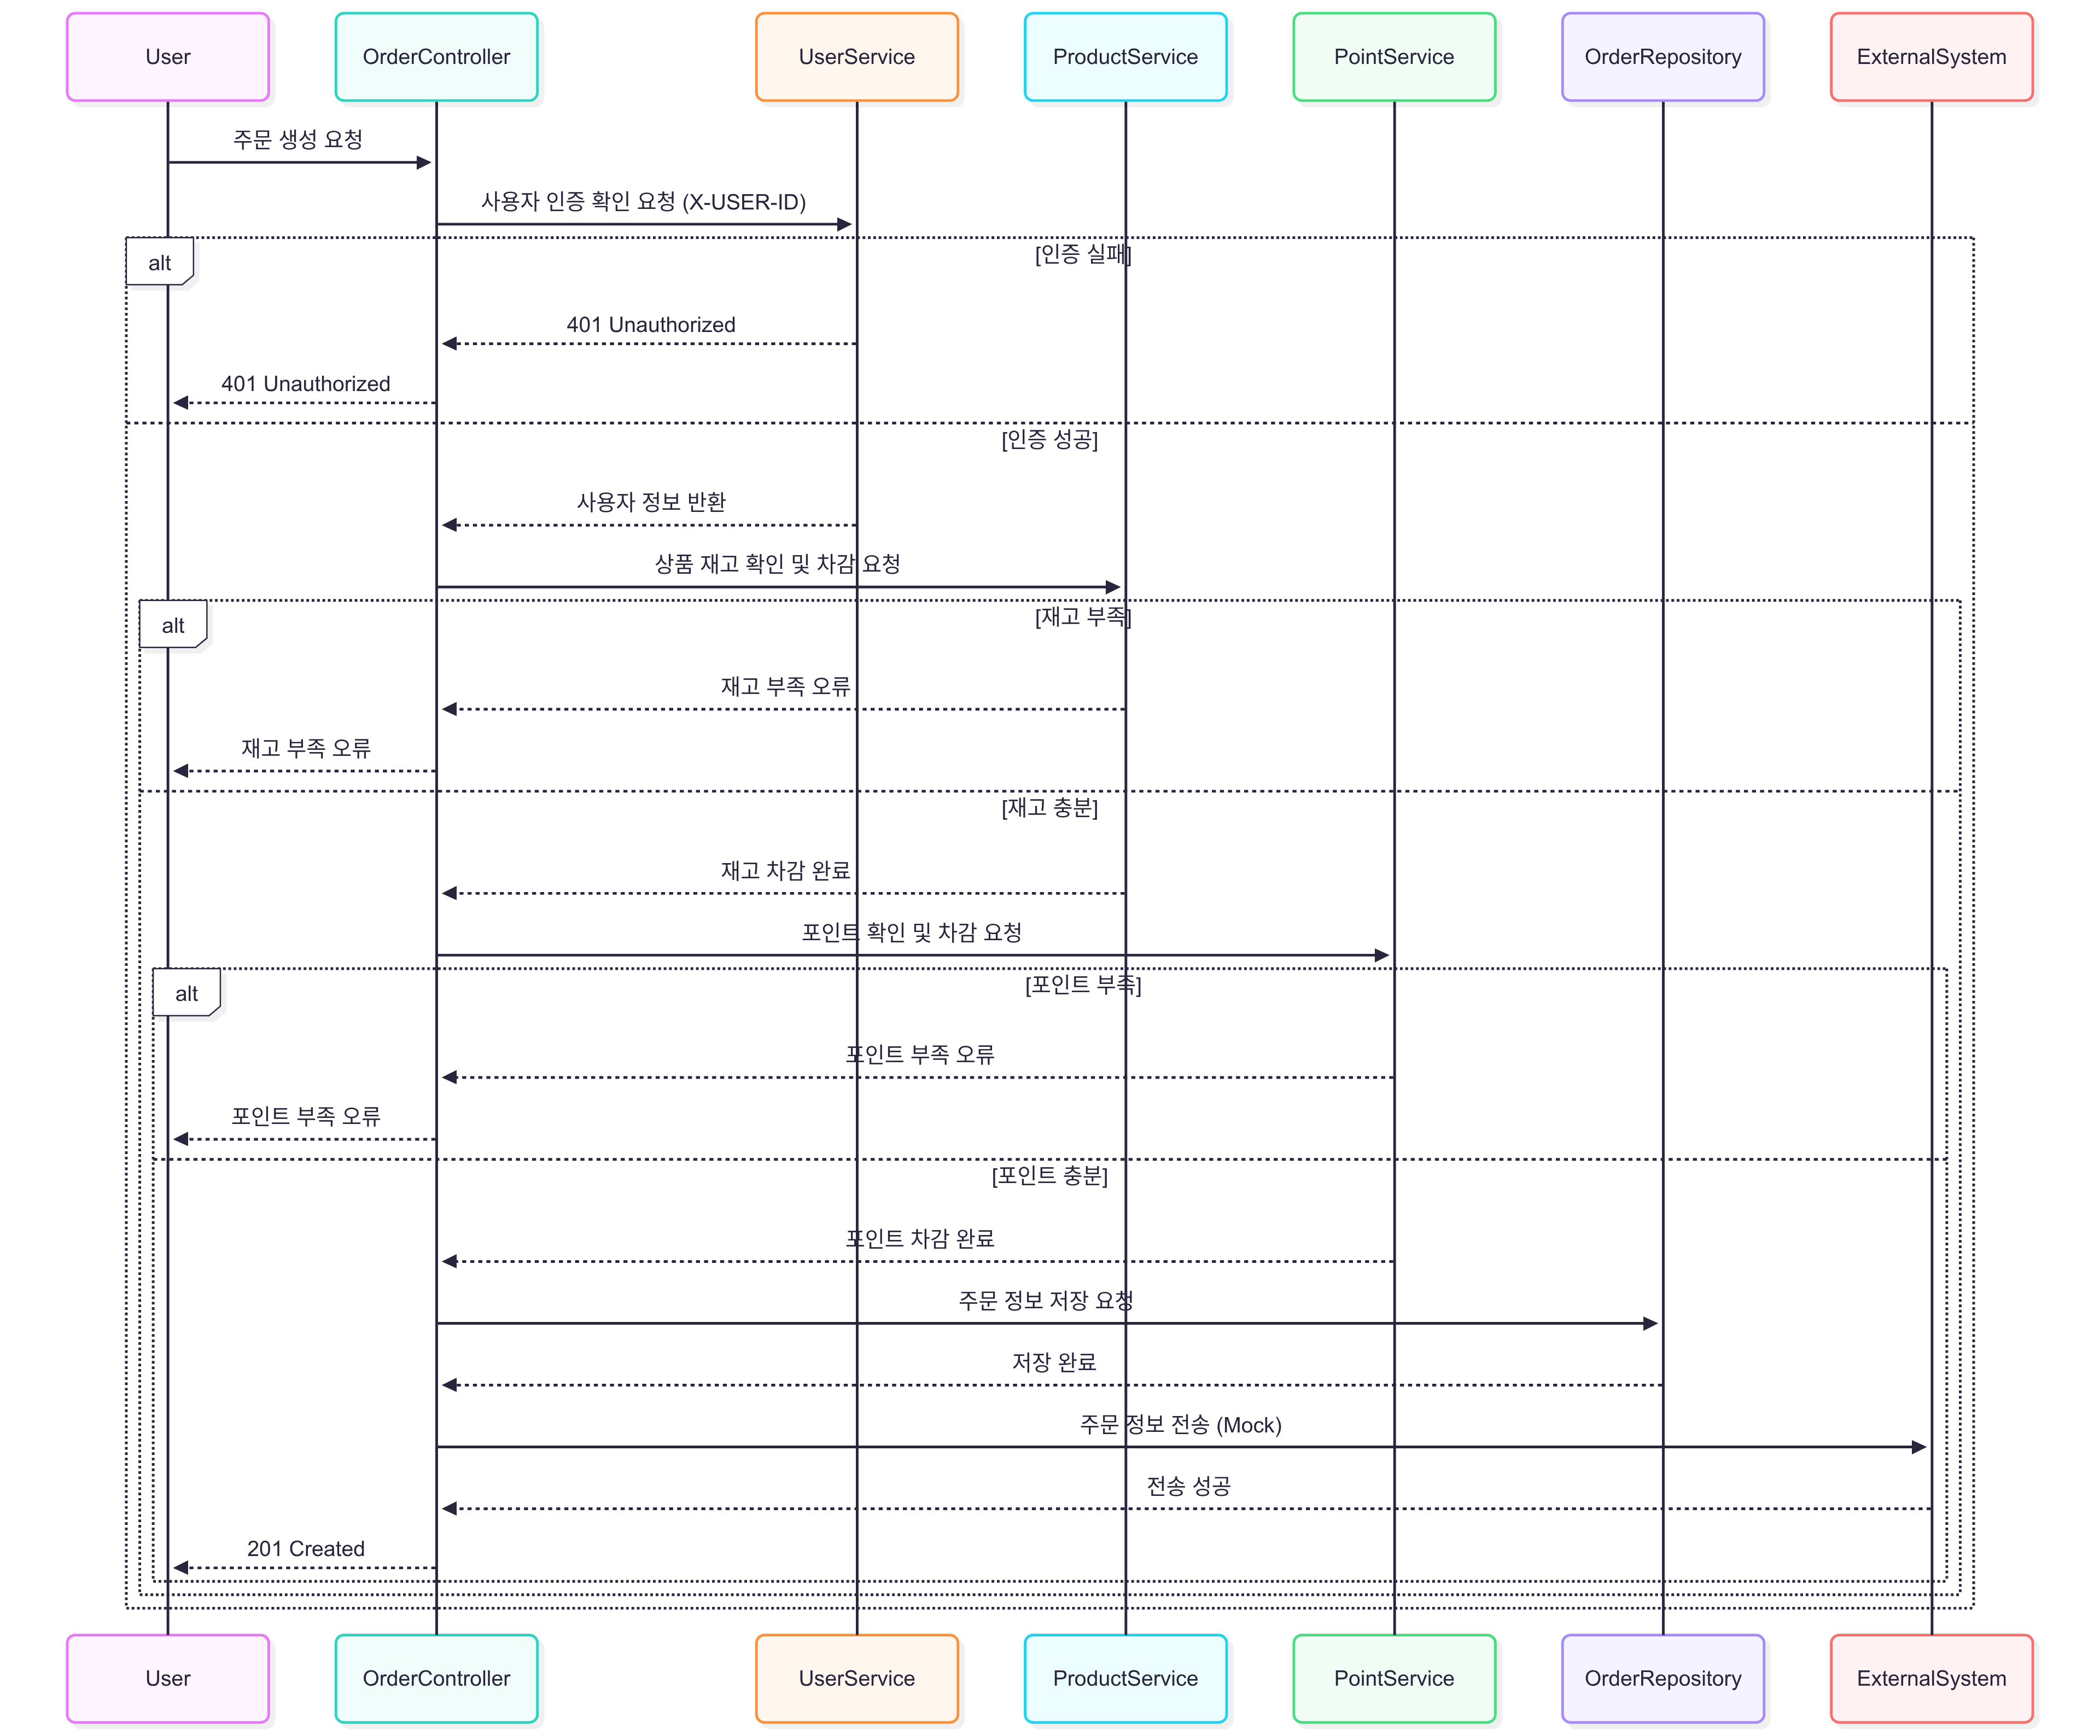 User
OrderController
UserService
ProductService
PointService
OrderRepository
ExternalSystem
주문 생성 요청
사용자 인증 확인 요청 (X-USER-ID)
alt
[인증 실패]
401 Unauthorized
401 Unauthorized
[인증 성공]
사용자 정보 반환
상품 재고 확인 및 차감 요청
alt
[재고 부족]
재고 부족 오류
재고 부족 오류
[재고 충분]
재고 차감 완료
포인트 확인 및 차감 요청
alt
[포인트 부족]
포인트 부족 오류
포인트 부족 오류
[포인트 충분]
포인트 차감 완료
주문 정보 저장 요청
저장 완료
주문 정보 전송 (Mock)
전송 성공
201 Created
User
OrderController
UserService
ProductService
PointService
OrderRepository
ExternalSystem